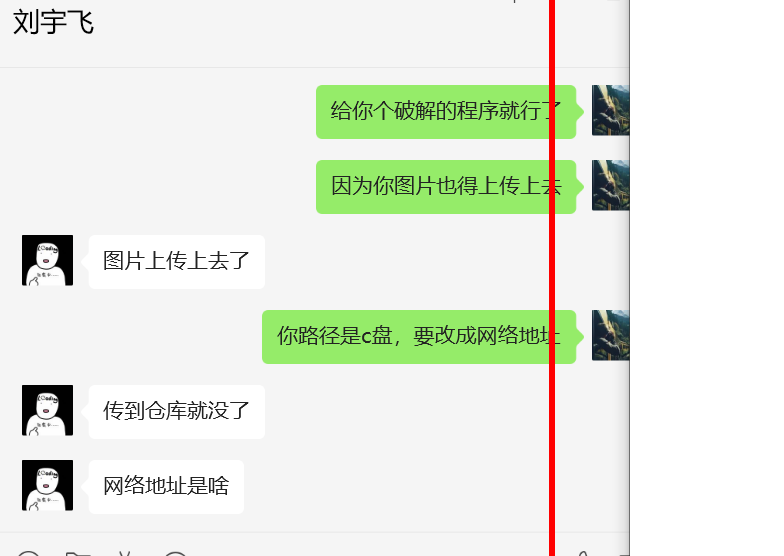 刘宇飞
给你个破解的程序就行了
因为你图片也得上传上去
图片上传上去了
你路径是c盘，要改成网络地址
传到仓库就没了
网络地址是啥